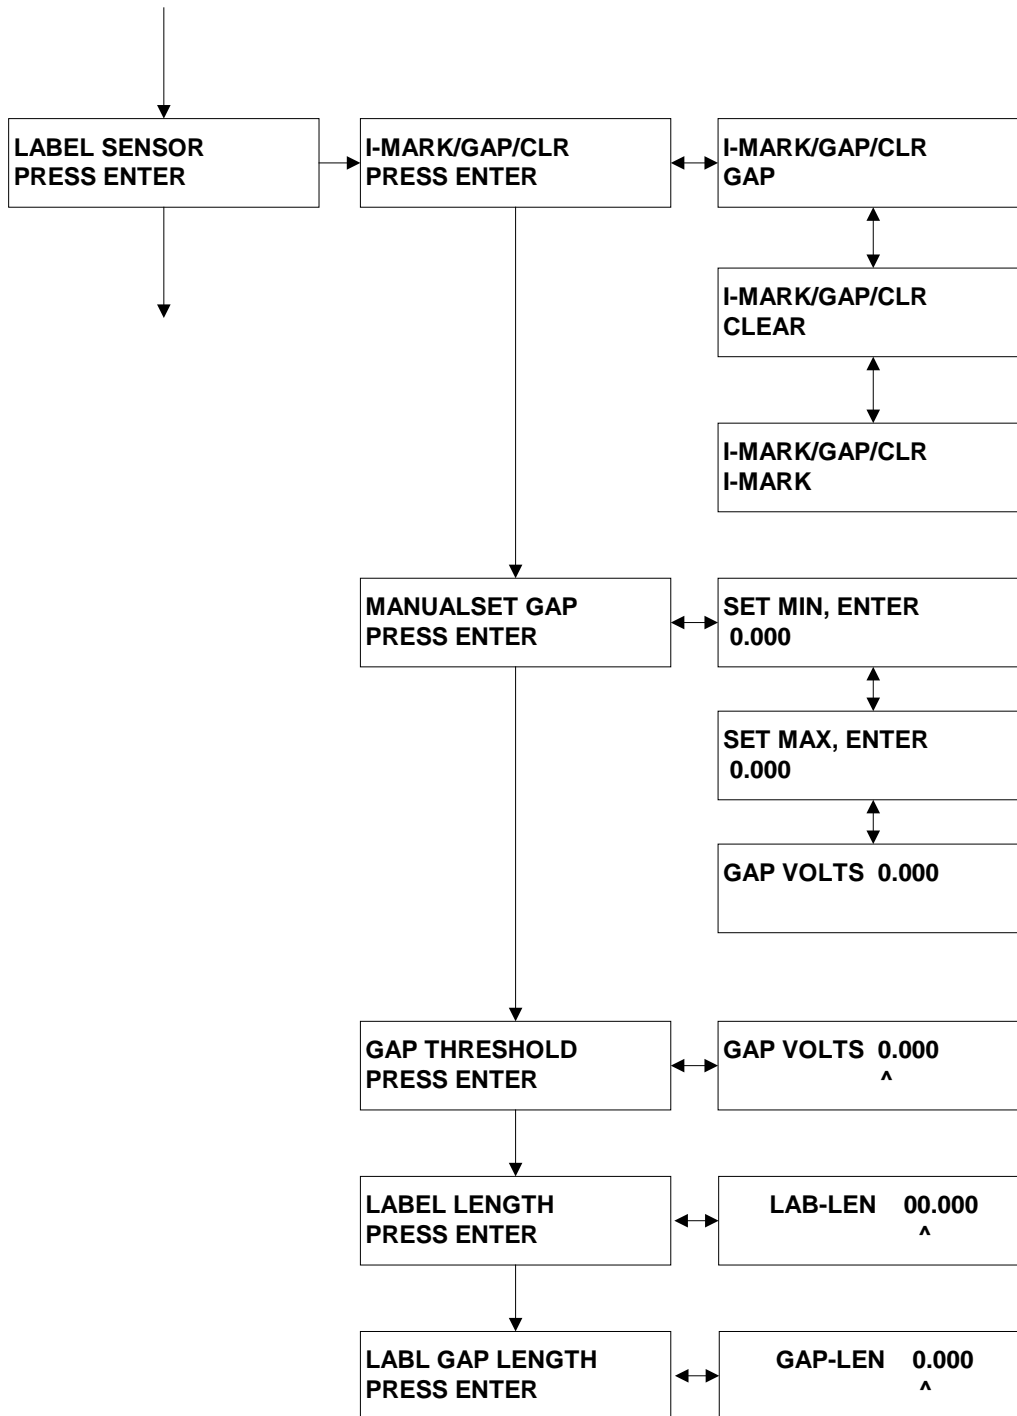 LABEL SENSOR
PRESS ENTER
I-MARK/GAP/CLR
PRESS ENTER
I-MARK/GAP/CLR
GAP
I-MARK/GAP/CLR
CLEAR
I-MARK/GAP/CLR
I-MARK
MANUALSET GAP
PRESS ENTER
SET MIN, ENTER
0.000
SET MAX, ENTER
0.000
GAP VOLTS 0.000
GAP THRESHOLD
PRESS ENTER
GAP VOLTS 0.000
^
LABEL LENGTH
PRESS ENTER
LAB-LEN 00.000
^
LABL GAP LENGTH
PRESS ENTER
GAP-LEN 0.000
^